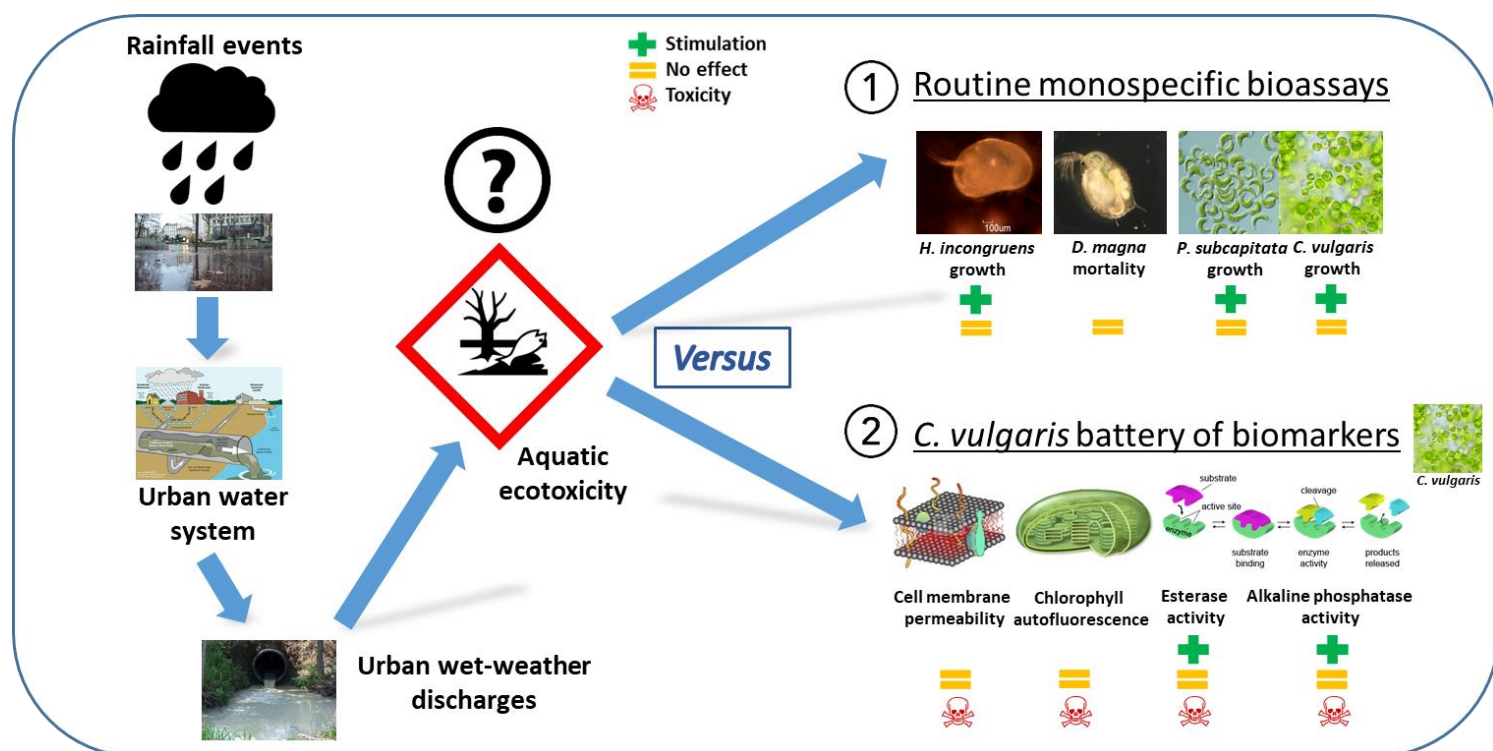 Rainfall events
Stimulation
No effect
Toxicity
?
1 Routine monospecific bioassays
100um
H. incongruens
growth
D. magna
mortality
P. subcapitata
growth
C. vulgaris
growth
Versus
Urban water
system
Aquatic
ecotoxicity
Urban wet-weather
discharges
2 C. vulgaris battery of biomarkers
C. vulgaris
substrate
active site
enzyme
cleavage
substrate
binding
enzyme
activity
products
released
Cell membrane
permeability
Chlorophyll
autofluorescence
Esterase
activity
Alkaline phosphatase
activity